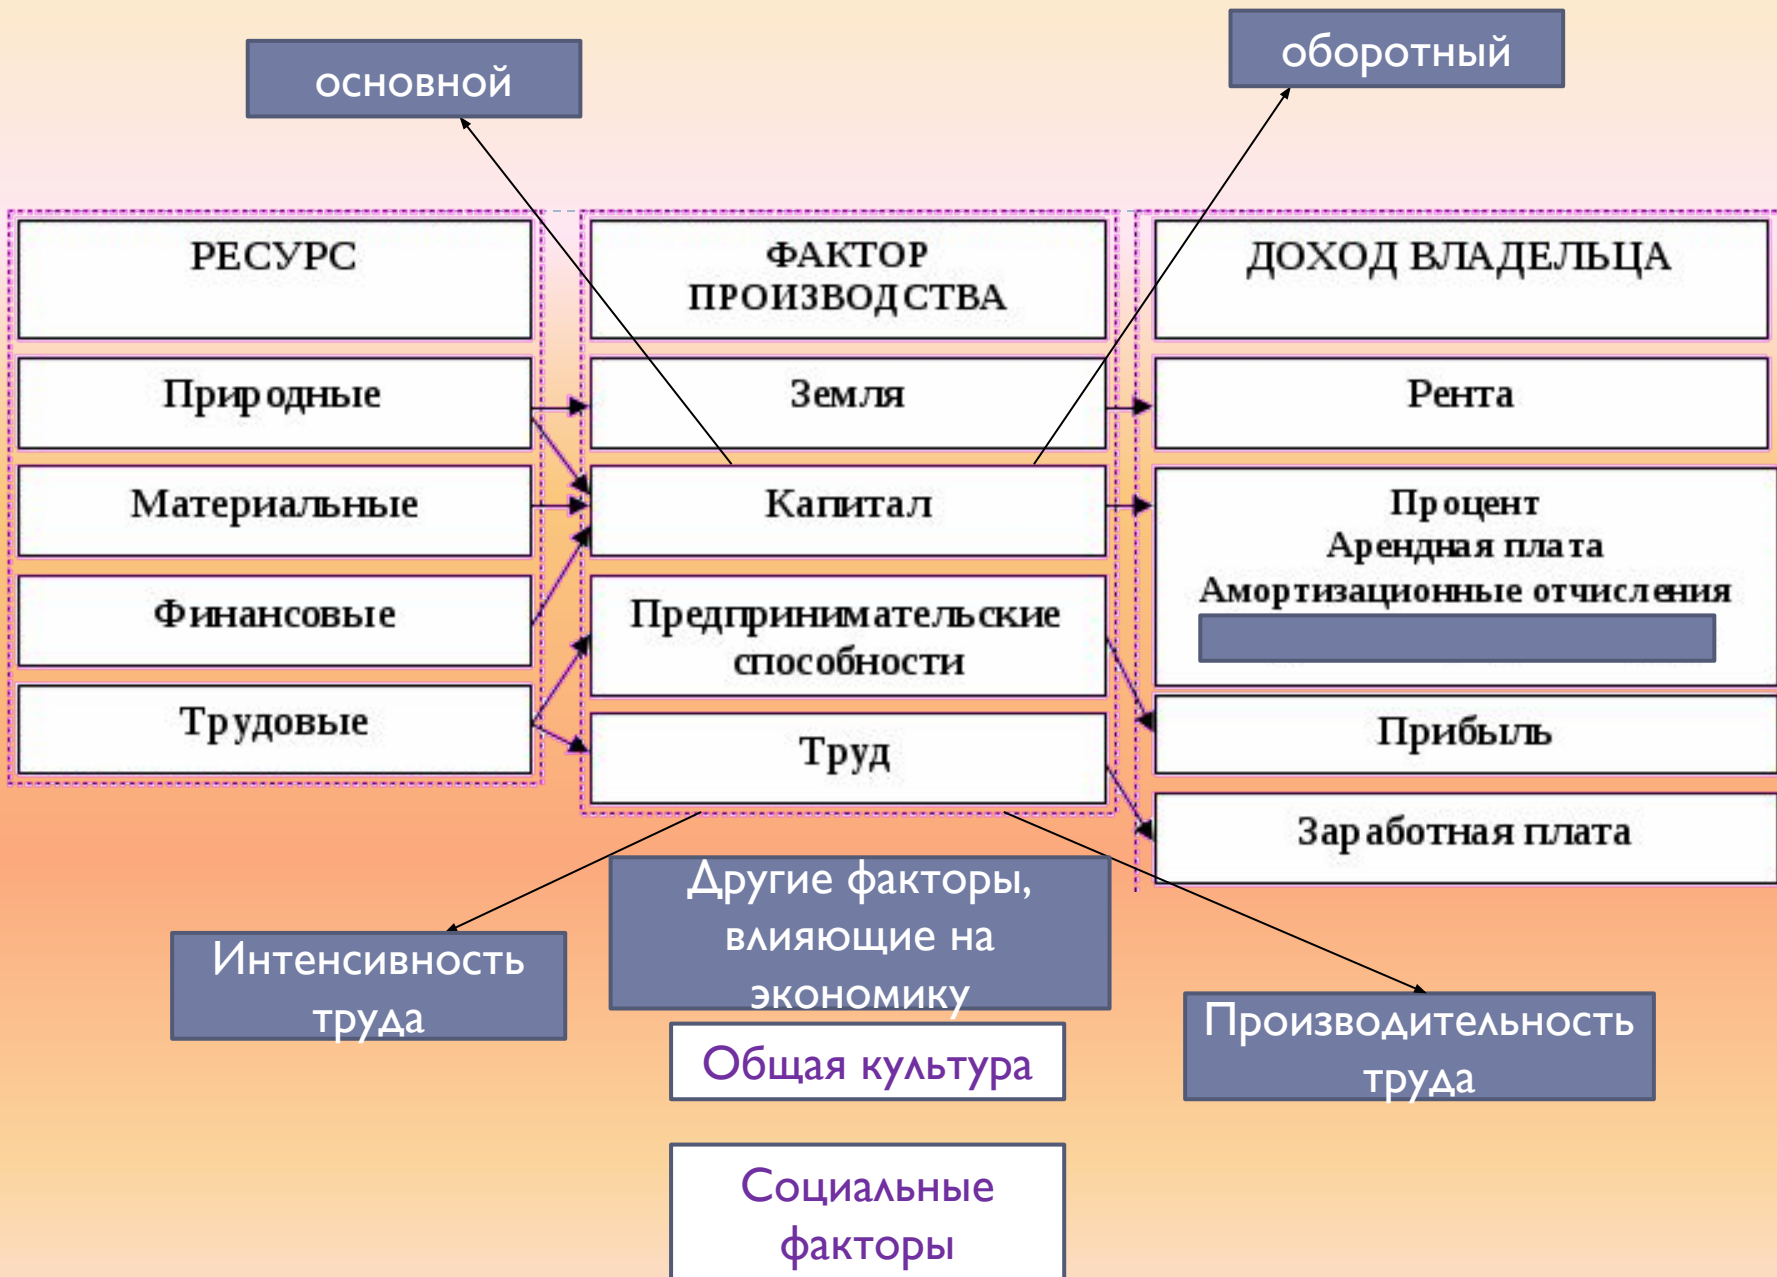 основной
оборотный
РЕСУРС
ФАКТОР
ПРОИЗВОДСТВА
ДОХОД ВЛАДЕЛЬЦА
Природные
Земля
Рента
Материальные
Капитал
Процент
Арендная плата
Амортизационные отчисления
Финансовые
Предпринимательские
способности
Прибыль
Трудовые
Труд
Заработная плата
Интенсивность
труда
Другие факторы,
влияющие на
экономику
Производительность
труда
Общая культура
Социальные
факторы